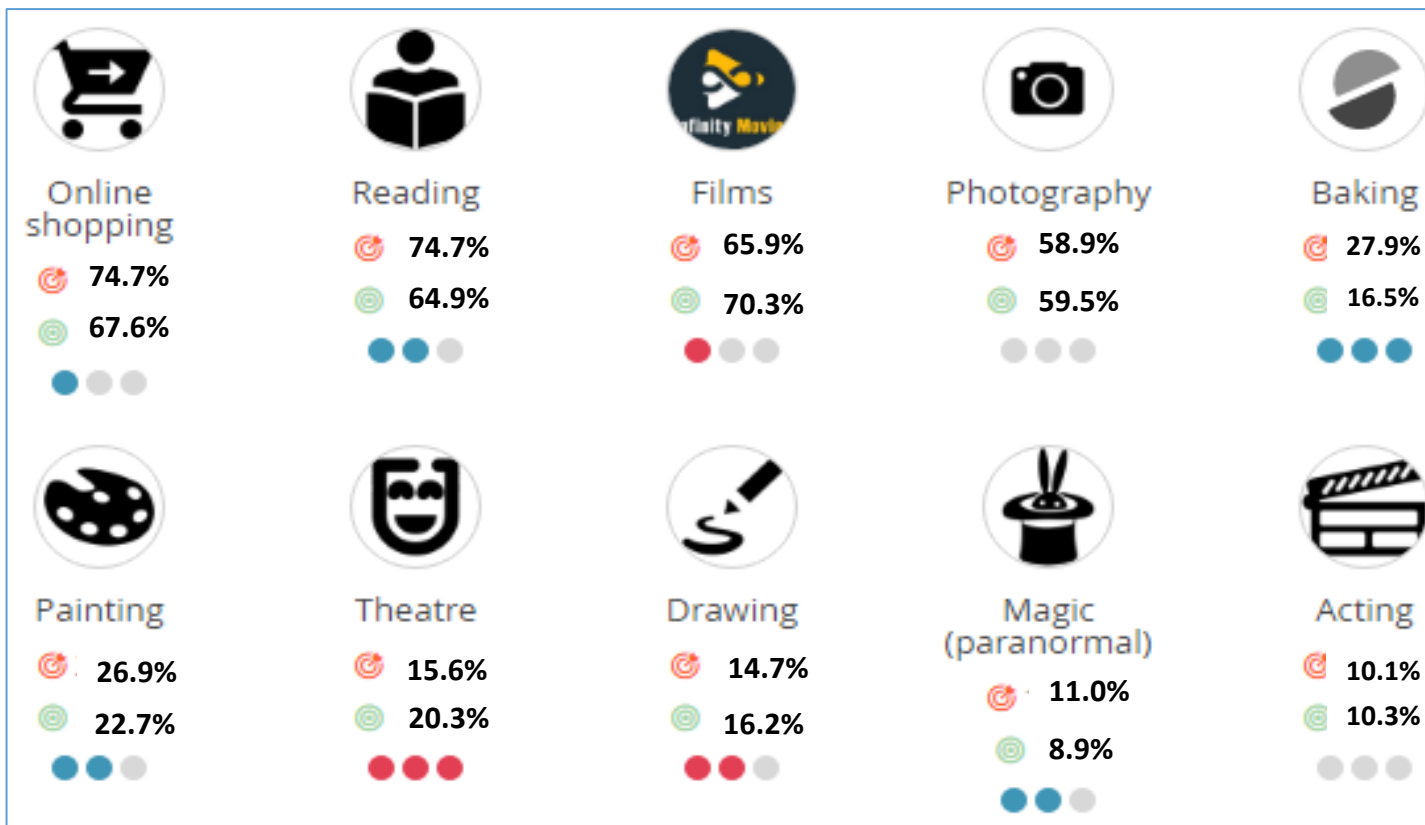 nfinity Movie
Online
shopping
74.7%
67.6%
Reading
74.7%
64.9%
Films
65.9%
70.3%
Photography
58.9%
59.5%
Baking
27.9%
16.5%
Painting
26.9%
22.7%
Theatre
15.6%
20.3%
Drawing
14.7%
16.2%
Magic
(paranormal)
11.0%
8.9%
Acting
10.1%
10.3%